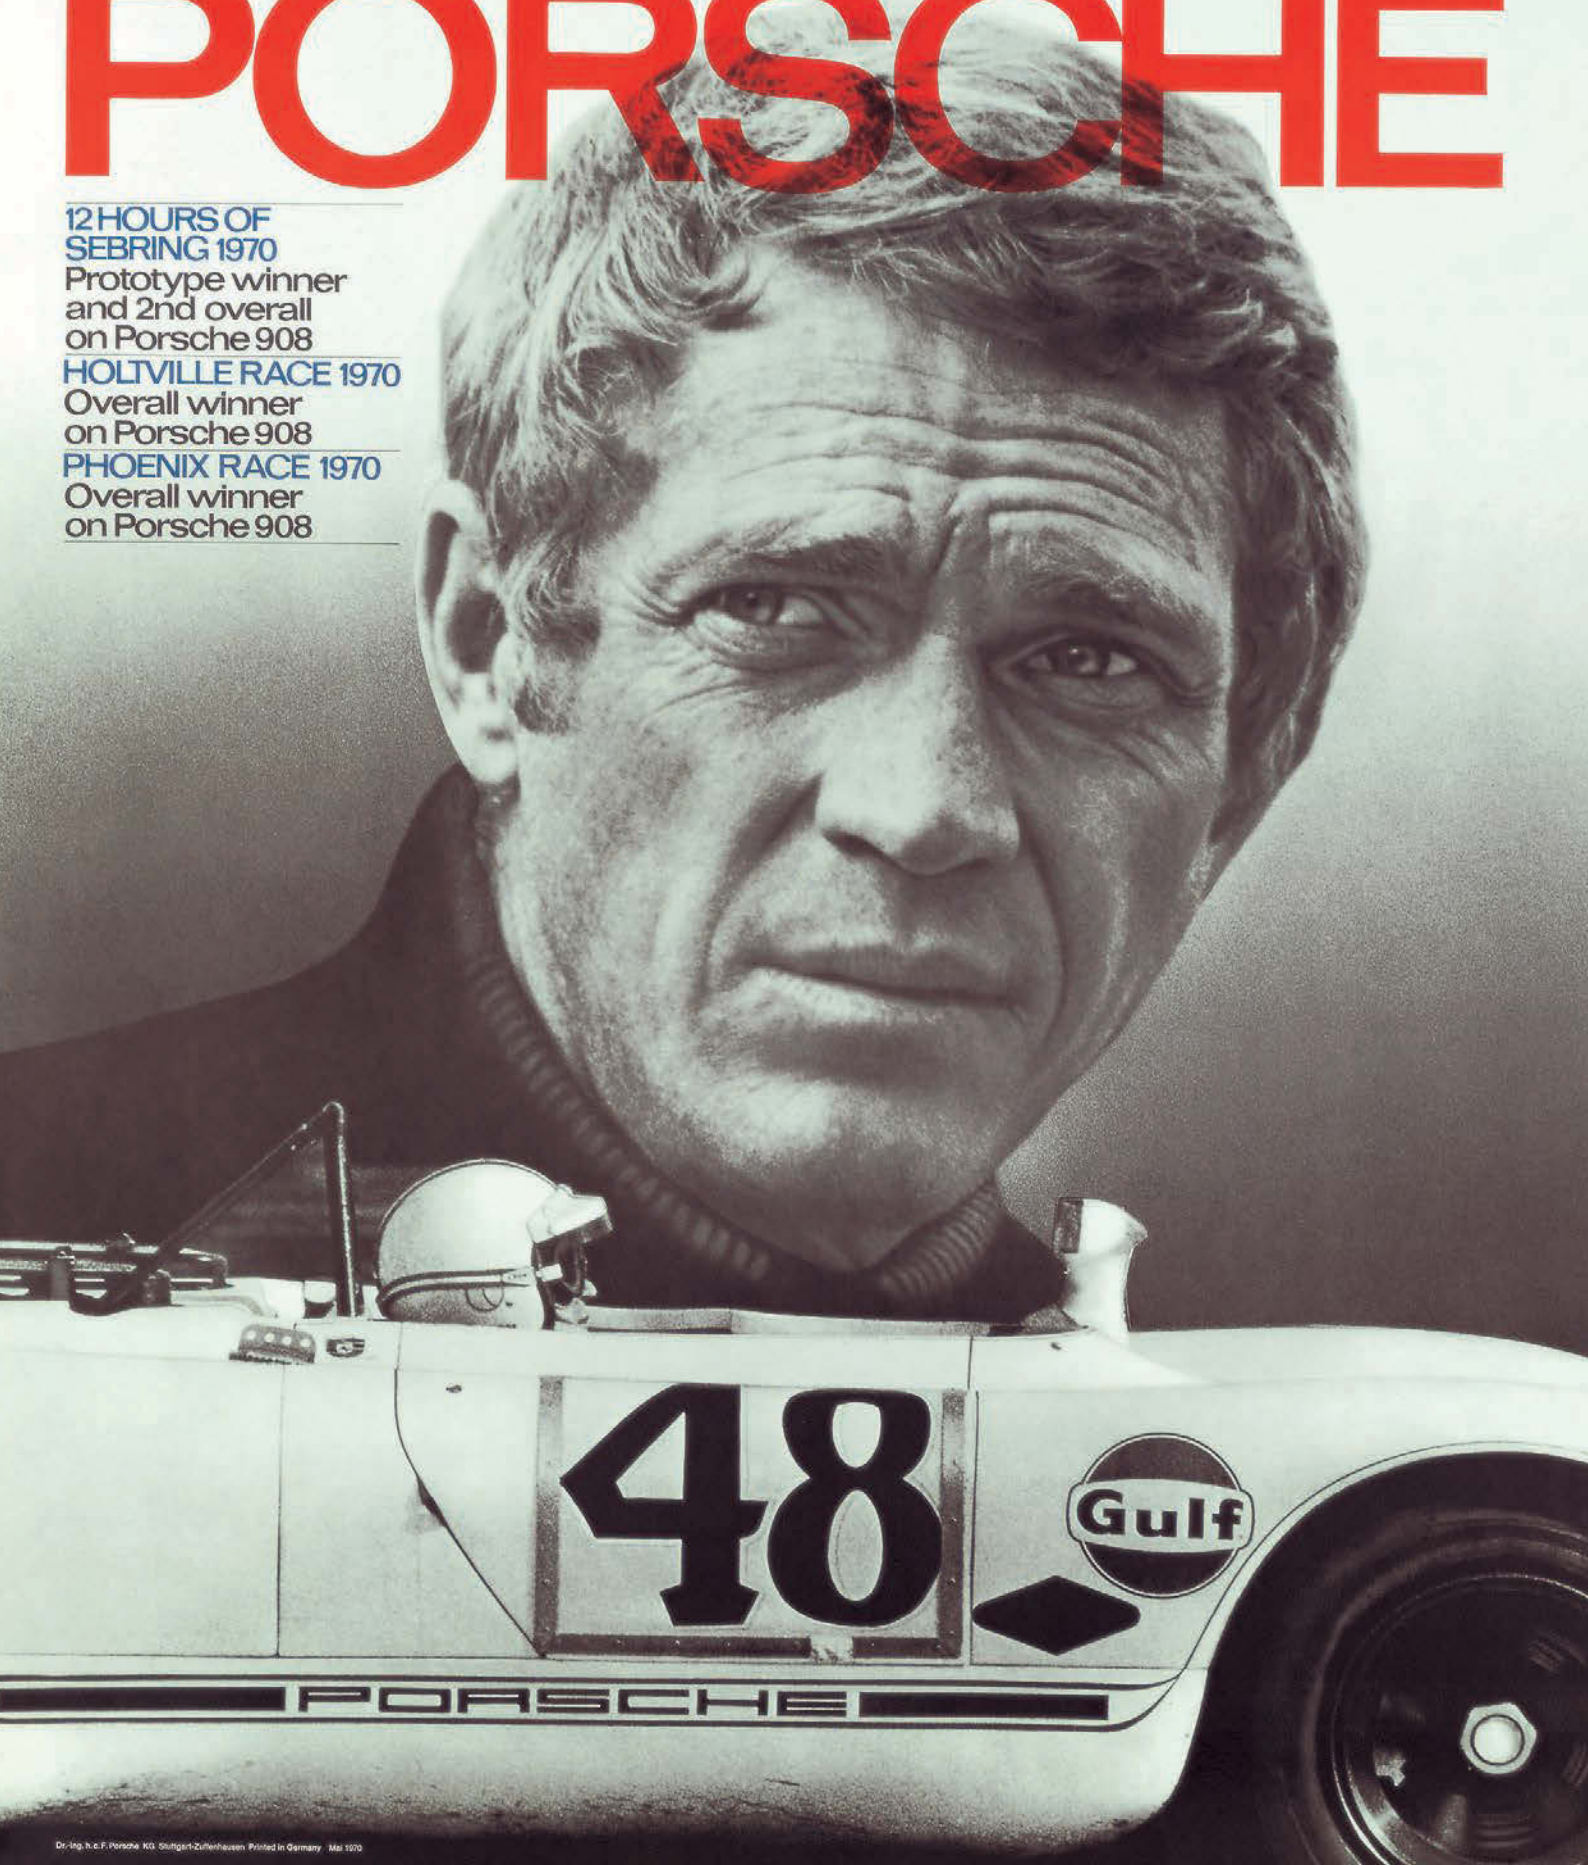 PORSCHE
12 HOURS OF
SEBRING 1970
Prototype winner
and 2nd overall
on Porsche 908
HOLTVILLE RACE 1970
Overall winner
on Porsche 908
PHOENIX RACE 1970
Overall winner
on Porsche 908
48
Gulf
PORSCHE
Dr.-Ing. h.c. F. Porsche KG Stuttgart-Zuffenhausen Printed in Germany Mai 1970